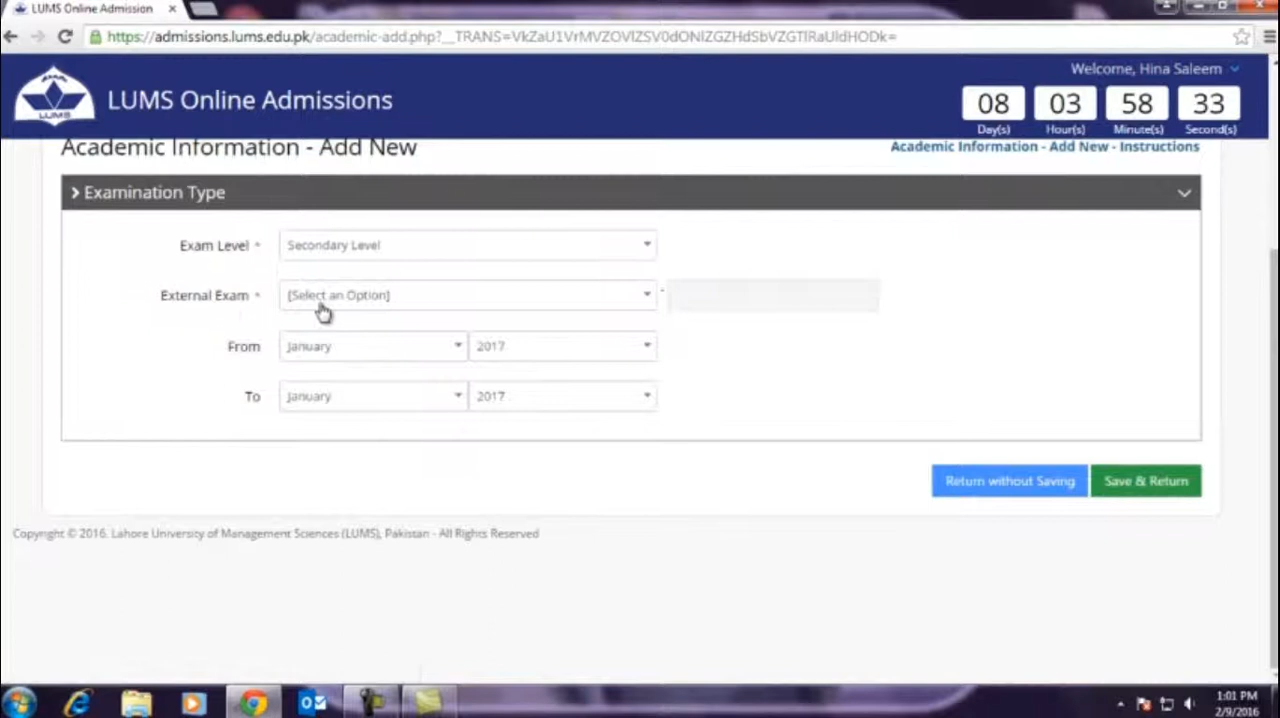 LUMS Online Admission
https://admissions.lums.edu.pk/academic-add.php?__TRANS=VkZaU1VrMVZOVlZSV0dONlZGZHdSbVZGTlRaUldHODk=
Welcome, Hina Saleem
LUMS
LUMS Online Admissions
08 03 58 33
Day(s) Hour(s) Minute(s) Second(s)
Academic Information - Add New
Academic Information - Add New - Instructions
Examination Type
Exam Level * Secondary Level
External Exam * [Select an Option] -
From January 2017
To January 2017
Return without Saving Save & Return
Copyright © 2016. Lahore University of Management Sciences (LUMS), Pakistan - All Rights Reserved
1:01 PM
2/9/2016